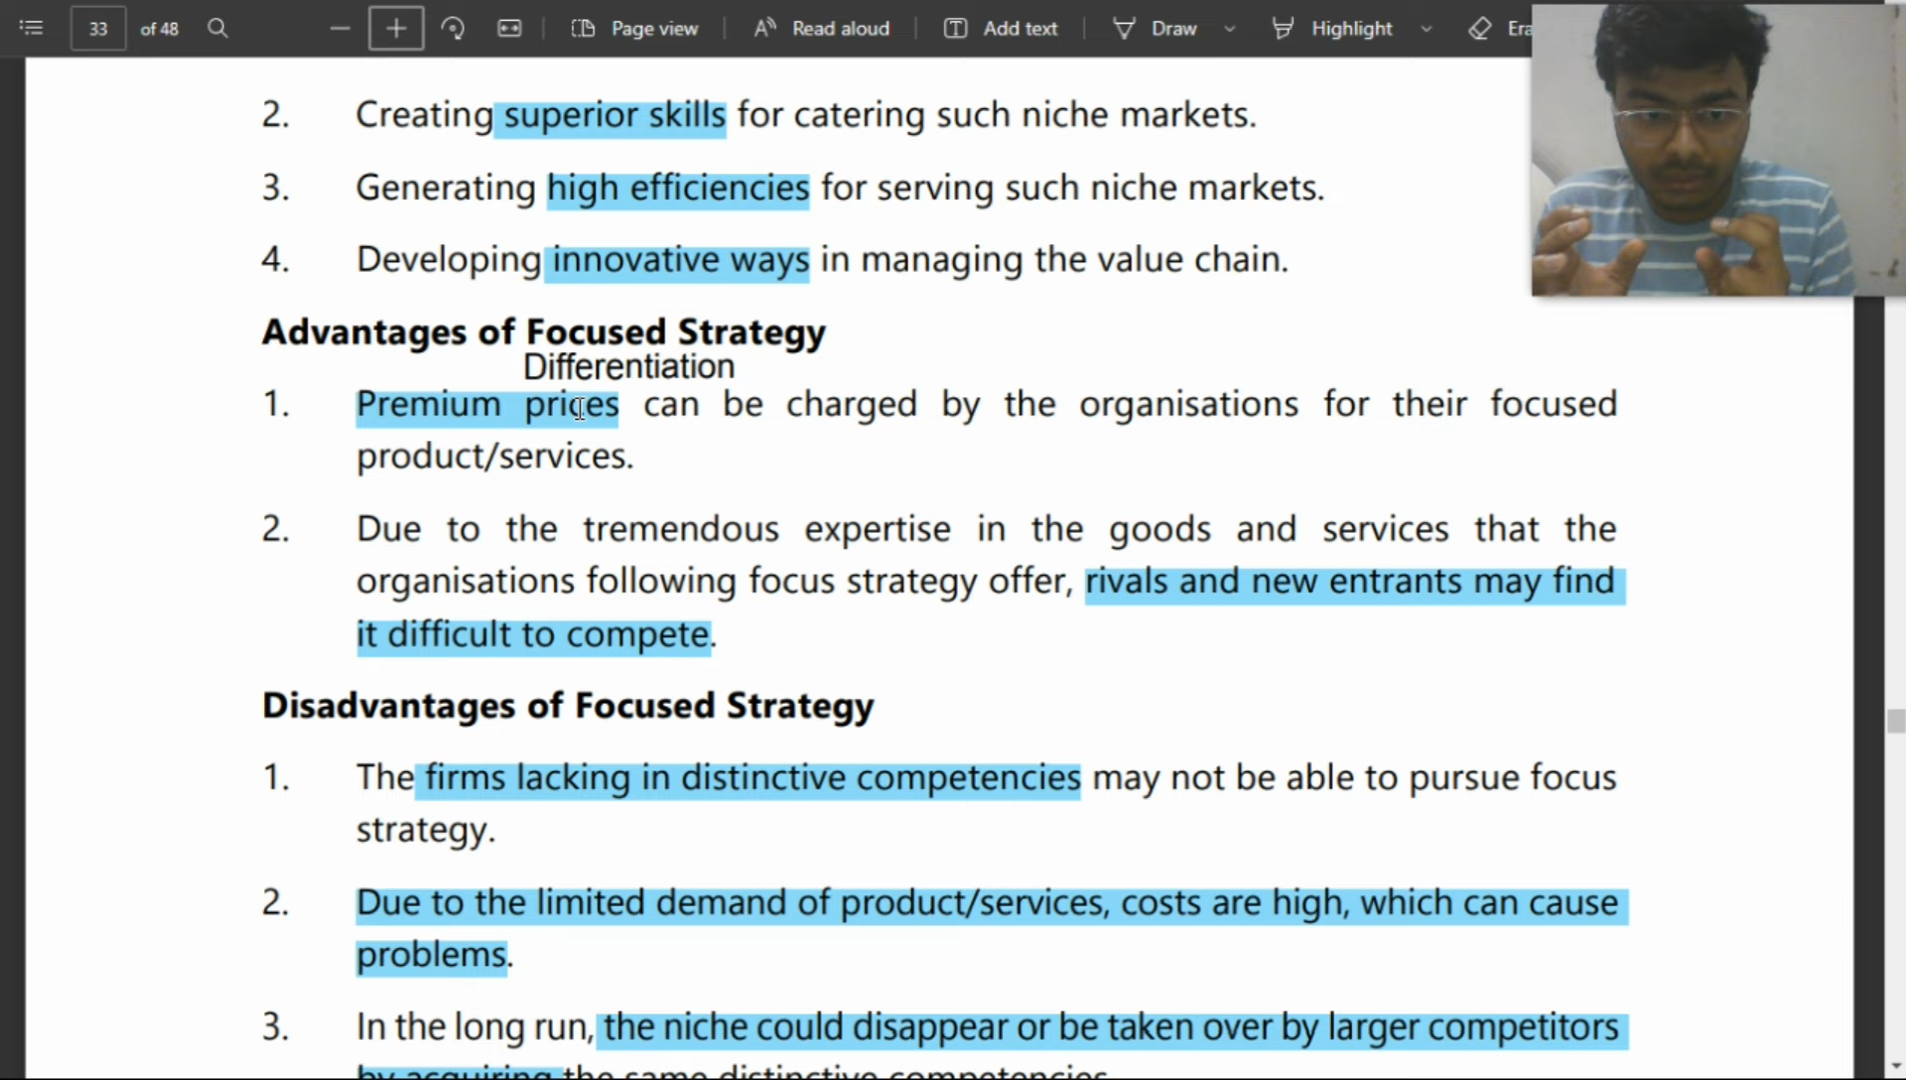 33 of 48 Page view Read aloud Add text Draw Highlight Era
2. Creating superior skills for catering such niche markets.
3. Generating high efficiencies for serving such niche markets.
4. Developing innovative ways in managing the value chain.
Advantages of Focused Strategy
Differentiation
1. Premium prices can be charged by the organisations for their focused
product/services.
2. Due to the tremendous expertise in the goods and services that the
organisations following focus strategy offer, rivals and new entrants may find
it difficult to compete.
Disadvantages of Focused Strategy
1. The firms lacking in distinctive competencies may not be able to pursue focus
strategy.
2. Due to the limited demand of product/services, costs are high, which can cause
problems.
3. In the long run, the niche could disappear or be taken over by larger competitors
by acquiring the same distinctive competencies.